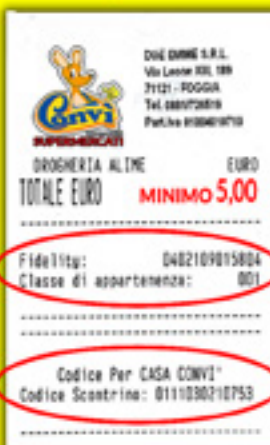 Convì
SUPERMERCATI
DUE EMME S.R.L.
Via Leone XIII, 189
71121 - FOGGIA
DROGHERIA ALIME EURO
TOTALE EURO MINIMO 5,00
Fidelity: 0402109015804
Classe di appartenenza: 001
Codice Per CASA CONVI'
Codice Scontrino: 0111030210753